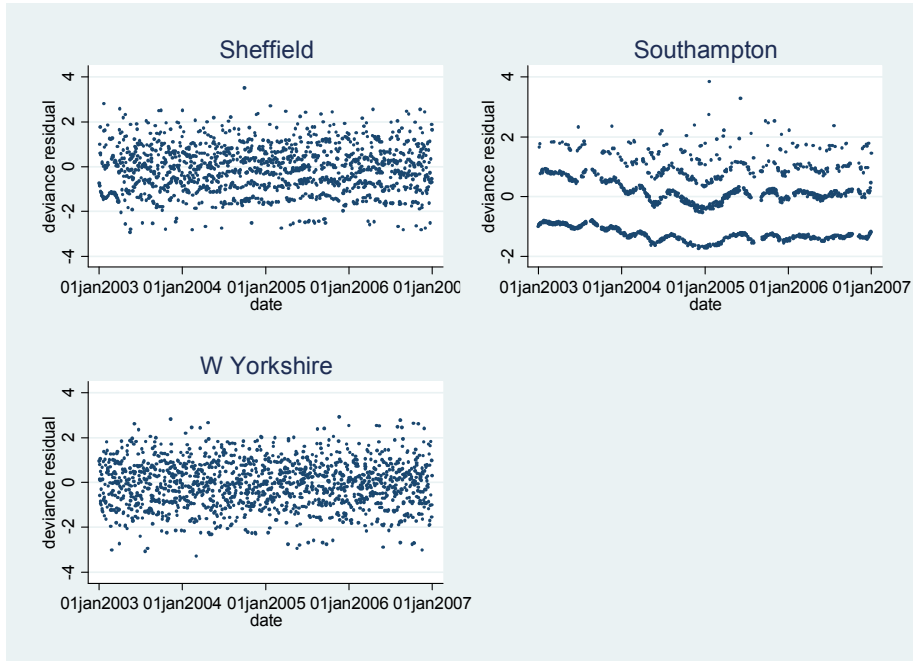 Sheffield
4
2
0
-2
-4
deviance residual
01jan2003 01jan2004 01jan2005 01jan2006 01jan200
date
Southampton
4
2
0
-2
deviance residual
01jan2003 01jan2004 01jan2005 01jan2006 01jan2007
date
W Yorkshire
4
2
0
-2
-4
deviance residual
01jan2003 01jan2004 01jan2005 01jan2006 01jan2007
date